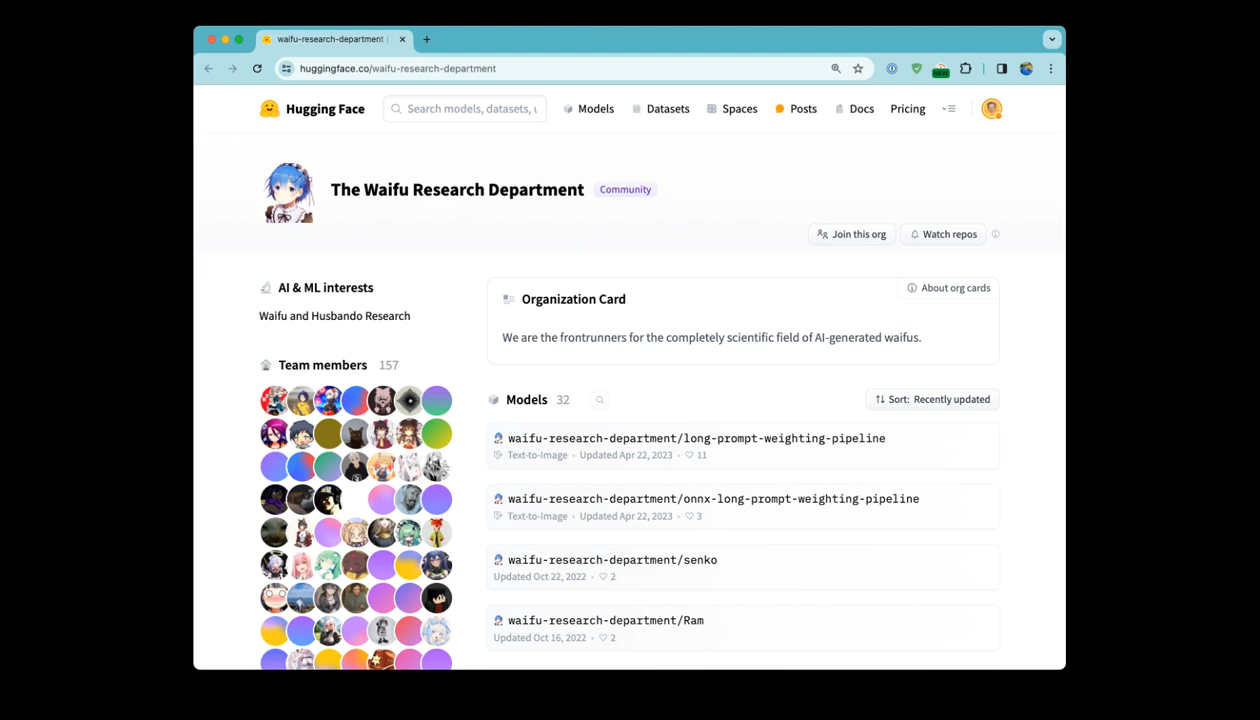 waifu-research-department (
huggingface.co/waifu-research-department
NEW
Hugging Face
Search models, datasets, u
Models
Datasets
Spaces
Posts
Docs
Pricing
The Waifu Research Department
Community
Join this org
Watch repos
AI & ML interests
Waifu and Husbando Research
Team members 157
Organization Card
About org cards
We are the frontrunners for the completely scientific field of AI-generated waifus.
Models 32
Sort: Recently updated
waifu-research-department/long-prompt-weighting-pipeline
Text-to-Image • Updated Apr 22, 2023 • 11
waifu-research-department/onnx-long-prompt-weighting-pipeline
Text-to-Image • Updated Apr 22, 2023 • 3
waifu-research-department/senko
Updated Oct 22, 2022 • 2
waifu-research-department/Ram
Updated Oct 16, 2022 • 2